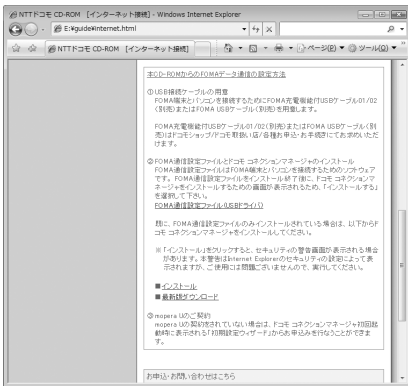 NTTドコモ CD-ROM [インターネット接続] - Windows Internet Explorer
E:¥guide¥internet.html
NTTドコモ CD-ROM [インターネット接続]
ページ(P) ツール(O)
本CD-ROMからのFOMAデータ通信の設定方法
①USB接続ケーブルの用意
FOMA端末とパソコンを接続するためにFOMA充電機能付USBケーブル01/02
(別売)またはFOMA USBケーブル(別売)を用意します。
FOMA充電機能付USBケーブル01/02(別売)またはFOMA USBケーブル(別
売)はドコモショップ/ドコモ取扱い店/各種お申込・お手続きにてお求めいただ
けます。
②FOMA通信設定ファイルとドコモ コネクションマネージャのインストール
FOMA通信設定ファイルはFOMA端末とパソコンを接続するためのソフトウェア
です。FOMA通信設定ファイルをインストール終了後に、ドコモ コネクションマ
ネージャをインストールするための画面が表示されるため、「インストールする」
を選択して下さい。
FOMA通信設定ファイル(USBドライバ)
既に、FOMA通信設定ファイルのみインストールされている場合は、以下からド
コモ コネクションマネージャをインストールしてください。
※「インストール」をクリックすると、セキュリティの警告画面が表示される場合
があります。本警告はInternet Explorerのセキュリティの設定によって表
示されますが、ご使用には問題ございませんので、実行してください。
■インストール
■最新版ダウンロード
③mopera Uのご契約
mopera Uの契約をされていない場合は、ドコモ コネクションマネージャ初回起
動時に表示される「初期設定ウィザード」からお申込みを行なうことができま
す。
お申込・お問い合わせはこちら